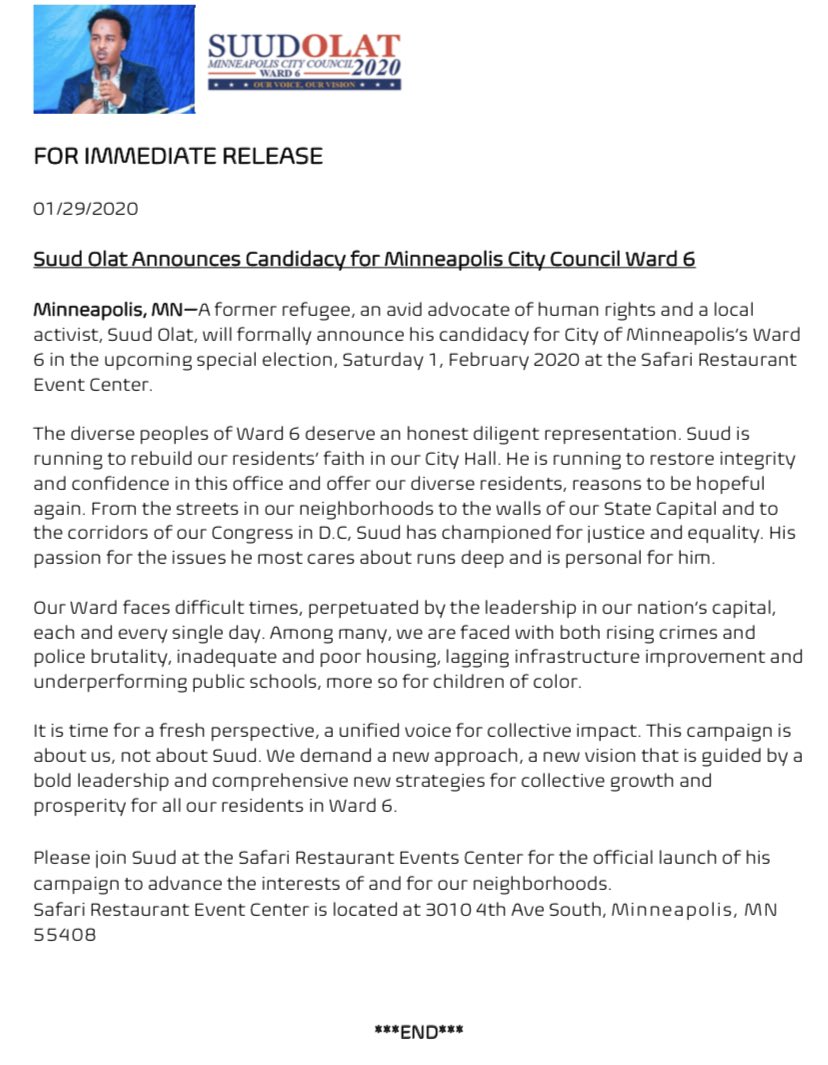 SUUDOLAT
MINNEAPOLIS CITY COUNCIL 2020
WARD 6
OUR VOICE, OUR VISION
FOR IMMEDIATE RELEASE
01/29/2020
Suud Olat Announces Candidacy for Minneapolis City Council Ward 6
Minneapolis, MN—A former refugee, an avid advocate of human rights and a local
activist, Suud Olat, will formally announce his candidacy for City of Minneapolis's Ward
6 in the upcoming special election, Saturday 1, February 2020 at the Safari Restaurant
Event Center.
The diverse peoples of Ward 6 deserve an honest diligent representation. Suud is
running to rebuild our residents' faith in our City Hall. He is running to restore integrity
and confidence in this office and offer our diverse residents, reasons to be hopeful
again. From the streets in our neighborhoods to the walls of our State Capital and to
the corridors of our Congress in D.C, Suud has championed for justice and equality. His
passion for the issues he most cares about runs deep and is personal for him.
Our Ward faces difficult times, perpetuated by the leadership in our nation's capital,
each and every single day. Among many, we are faced with both rising crimes and
police brutality, inadequate and poor housing, lagging infrastructure improvement and
underperforming public schools, more so for children of color.
It is time for a fresh perspective, a unified voice for collective impact. This campaign is
about us, not about Suud. We demand a new approach, a new vision that is guided by a
bold leadership and comprehensive new strategies for collective growth and
prosperity for all our residents in Ward 6.
Please join Suud at the Safari Restaurant Events Center for the official launch of his
campaign to advance the interests of and for our neighborhoods.
Safari Restaurant Event Center is located at 3010 4th Ave South, Minneapolis, MN
55408
***END***